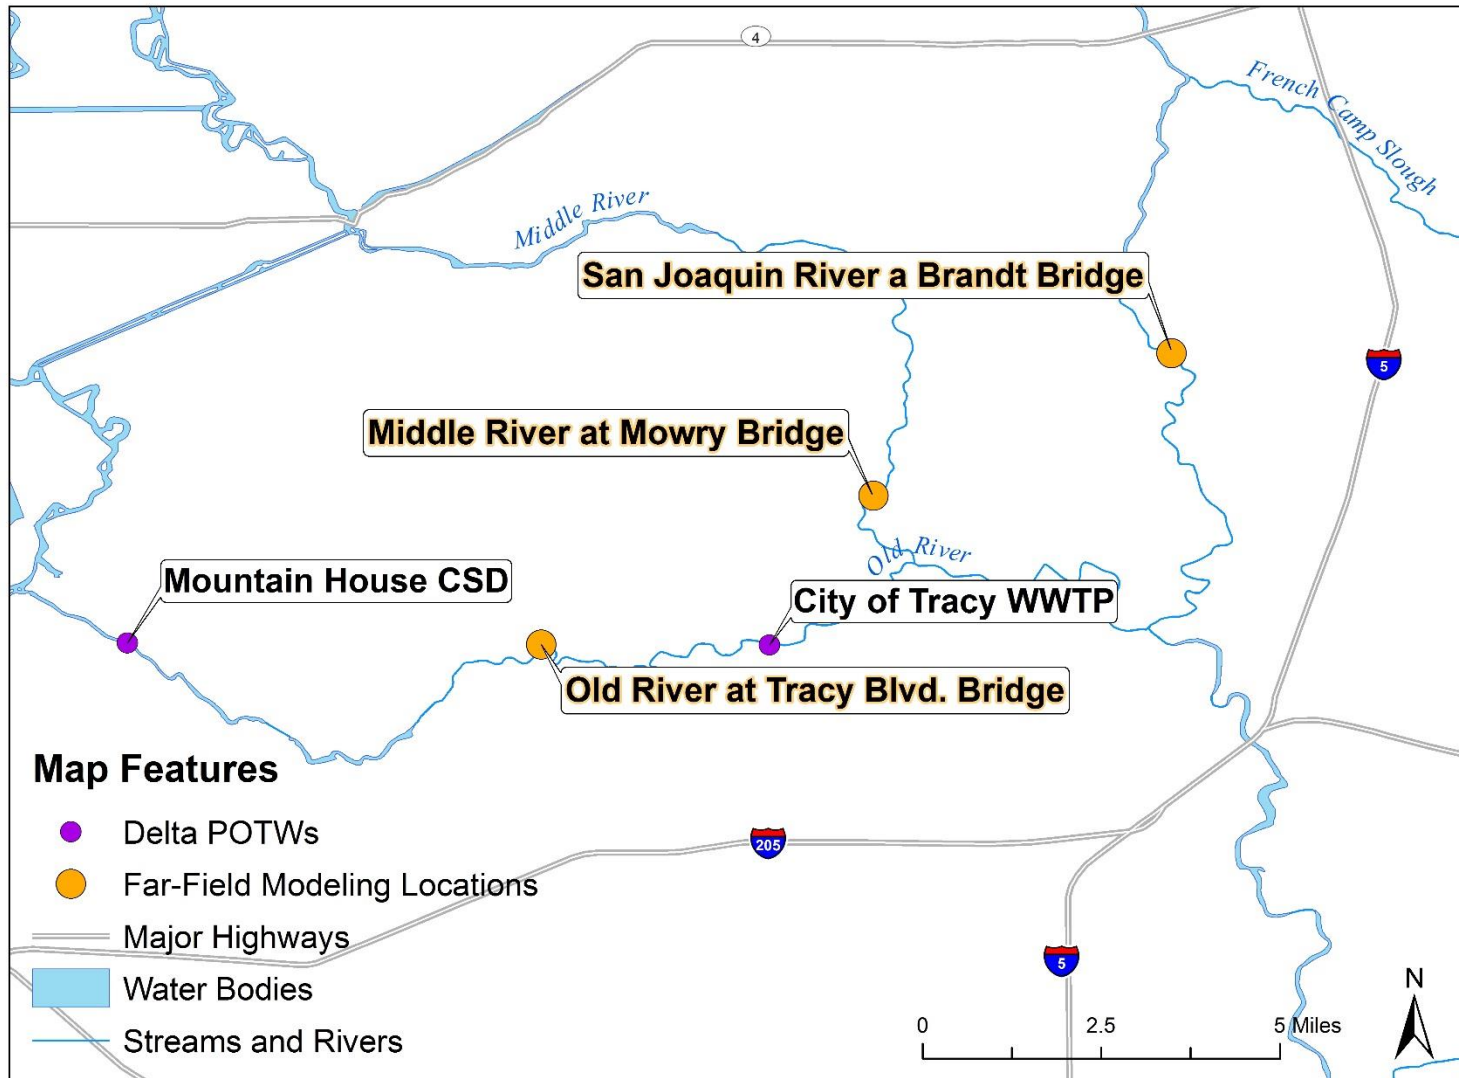 4
French Camp Slough
Middle River
San Joaquin River a Brandt Bridge
5
Middle River at Mowry Bridge
Old River
Mountain House CSD
City of Tracy WWTP
Old River at Tracy Blvd. Bridge
Map Features
Delta POTWs
205
Far-Field Modeling Locations
Major Highways
5
Water Bodies
N
0 2.5 5 Miles
Streams and Rivers